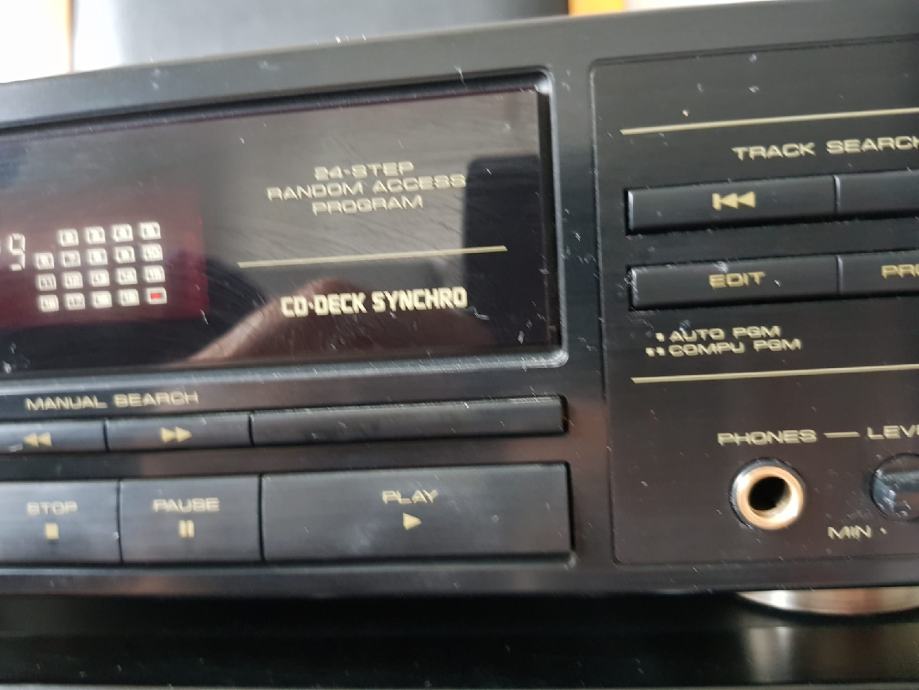 24-STEP
RANDOM ACCESS
PROGRAM
CD·DECK SYNCHRO
TRACK SEARCH
EDIT
• AUTO PGM
•• COMPU PGM
MANUAL SEARCH
STOP
PAUSE
PLAY
PHONES — LEVE
MIN •